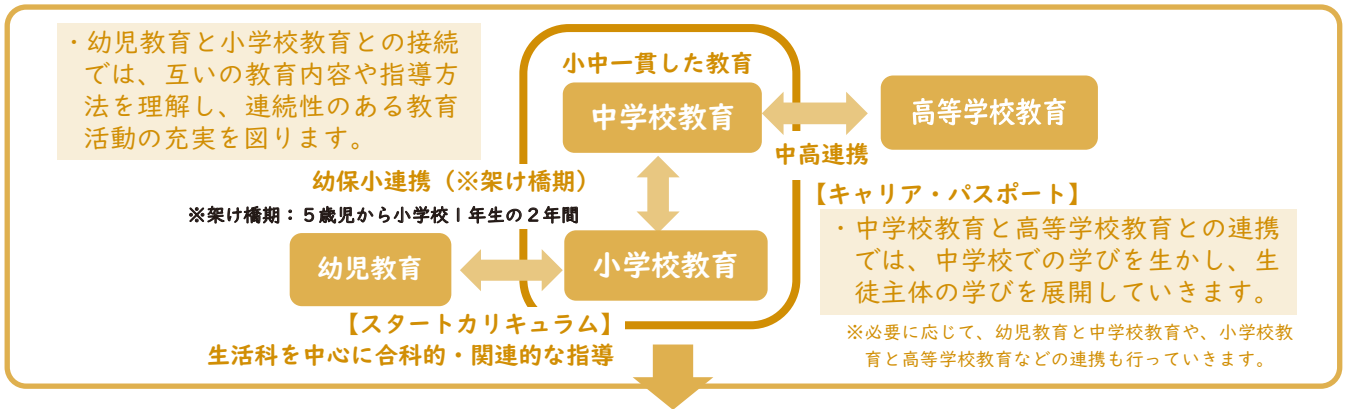 ・幼児教育と小学校教育との接続
では、互いの教育内容や指導方
法を理解し、連続性のある教育
活動の充実を図ります。
小中一貫した教育
中学校教育
高等学校教育
中高連携
幼保小連携（※架け橋期）
※架け橋期：５歳児から小学校１年生の２年間
【キャリア・パスポート】
・中学校教育と高等学校教育との連携
では、中学校での学びを生かし、生
徒主体の学びを展開していきます。
幼児教育
小学校教育
【スタートカリキュラム】
生活科を中心に合科的・関連的な指導
※必要に応じて、幼児教育と中学校教育や、小学校教
育と高等学校教育などの連携も行っていきます。